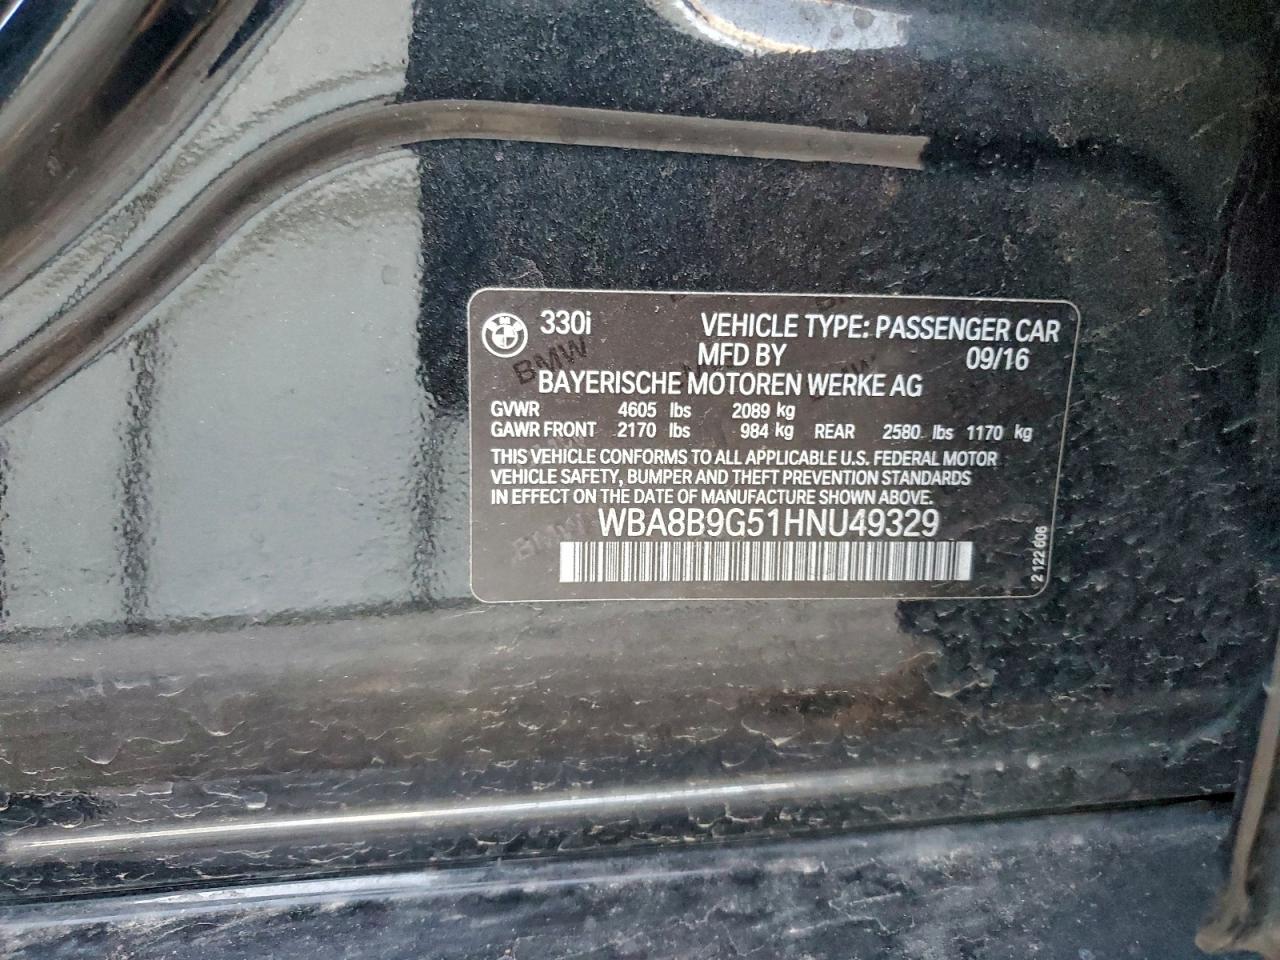 330i VEHICLE TYPE: PASSENGER CAR
MFD BY 09/16
BAYERISCHE MOTOREN WERKE AG
GVWR 4605 lbs 2089 kg
GAWR FRONT 2170 lbs 984 kg REAR 2580 lbs 1170 kg
THIS VEHICLE CONFORMS TO ALL APPLICABLE U.S. FEDERAL MOTOR
VEHICLE SAFETY, BUMPER AND THEFT PREVENTION STANDARDS
IN EFFECT ON THE DATE OF MANUFACTURE SHOWN ABOVE.
WBA8B9G51HNU49329
2 122 606
BMW